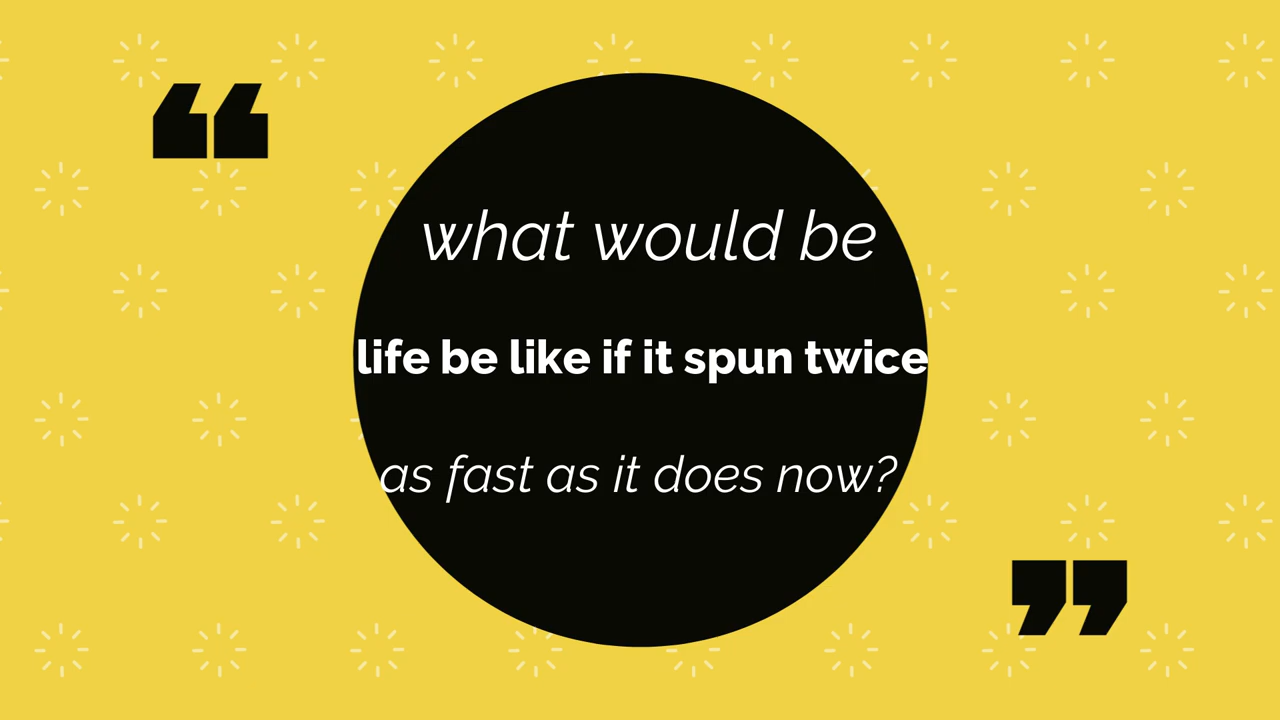 “
what would be
life be like if it spun twice
as fast as it does now?
”